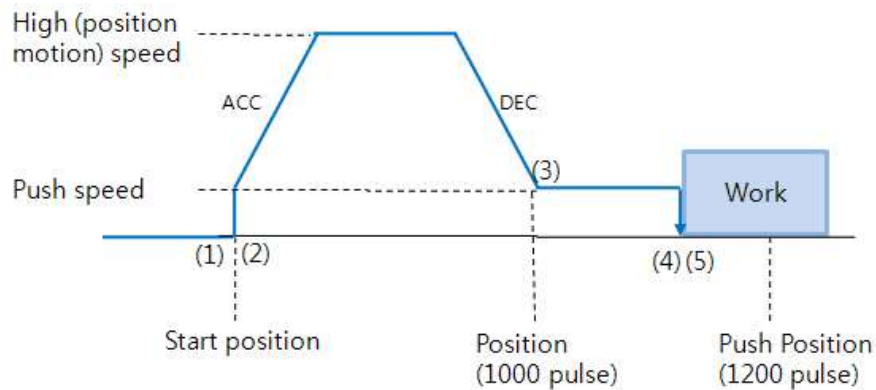 High (position
motion) speed
ACC
DEC
(3)
Push speed
Work
(1) (2)
(4) (5)
Start position
Position
(1000 pulse)
Push Position
(1200 pulse)